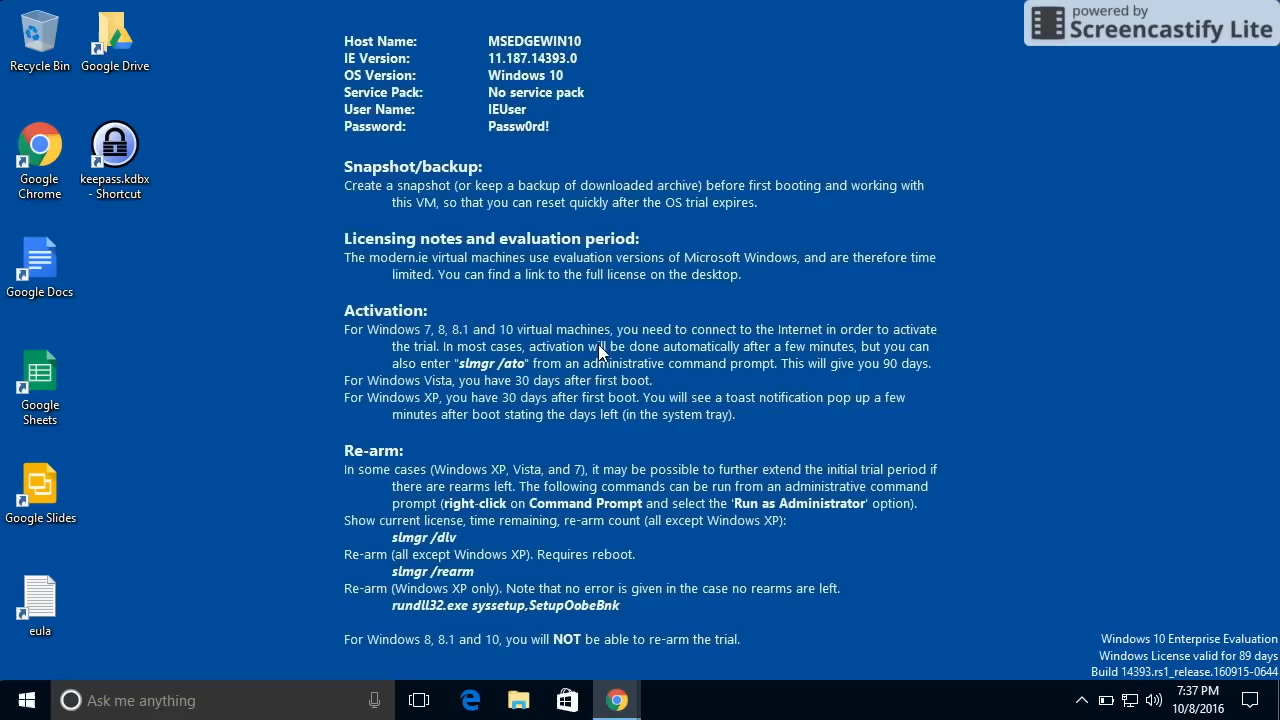 Recycle Bin
Google Drive
Google
Chrome
keepass.kdbx
- Shortcut
Google Docs
Google
Sheets
Google Slides
eula
powered by
Screencastify Lite
Host Name: MSEDGEWIN10
IE Version: 11.187.14393.0
OS Version: Windows 10
Service Pack: No service pack
User Name: IEUser
Password: Passw0rd!
Snapshot/backup:
Create a snapshot (or keep a backup of downloaded archive) before first booting and working with
this VM, so that you can reset quickly after the OS trial expires.
Licensing notes and evaluation period:
The modern.ie virtual machines use evaluation versions of Microsoft Windows, and are therefore time
limited. You can find a link to the full license on the desktop.
Activation:
For Windows 7, 8, 8.1 and 10 virtual machines, you need to connect to the Internet in order to activate
the trial. In most cases, activation will be done automatically after a few minutes, but you can
also enter "slmgr /ato" from an administrative command prompt. This will give you 90 days.
For Windows Vista, you have 30 days after first boot.
For Windows XP, you have 30 days after first boot. You will see a toast notification pop up a few
minutes after boot stating the days left (in the system tray).
Re-arm:
In some cases (Windows XP, Vista, and 7), it may be possible to further extend the initial trial period if
there are rearms left. The following commands can be run from an administrative command
prompt (right-click on Command Prompt and select the 'Run as Administrator' option).
Show current license, time remaining, re-arm count (all except Windows XP):
slmgr /dlv
Re-arm (all except Windows XP). Requires reboot.
slmgr /rearm
Re-arm (Windows XP only). Note that no error is given in the case no rearms are left.
rundll32.exe syssetup,SetupOobeBnk
For Windows 8, 8.1 and 10, you will NOT be able to re-arm the trial.
Windows 10 Enterprise Evaluation
Windows License valid for 89 days
Build 14393.rs1_release.160915-0644
Ask me anything
7:37 PM
10/8/2016